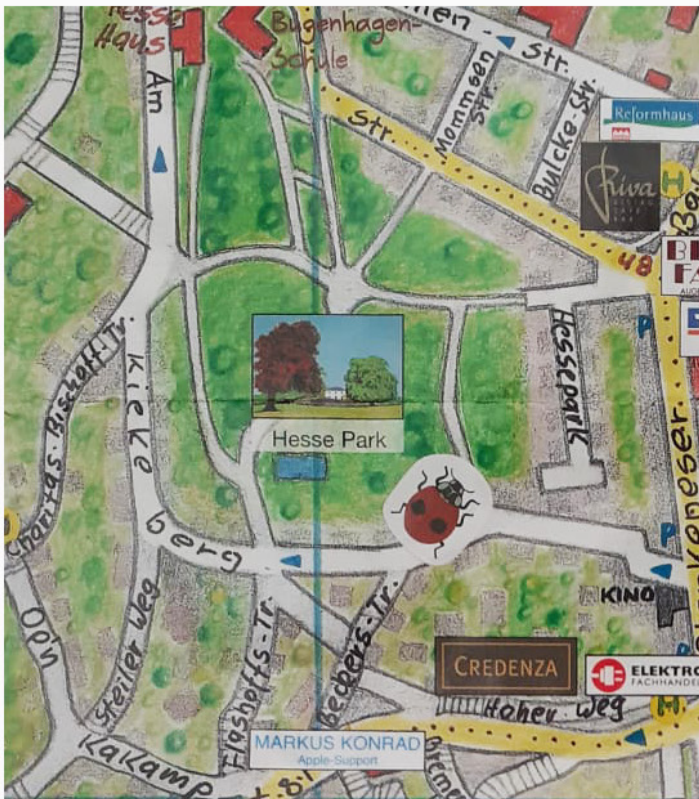 Hesse
Haus
Bugenhagen-
Schule
Str.
Am
Str.
Mommsen
Str.
Bulcke-Str.
Reformhaus
Riva
H
48
P
Charitas-Bischoff-Tr.
Kieke
berg
Hesse Park
Hessepark
P
KINO
Op'n
Steiler Weg
Flashoffs-Tr.
beckers-Tr.
CREDENZA
ELEKTRO
FACHHANDEL
Hoher Weg
H
Kakamp
MARKUS KONRAD
Apple-Support